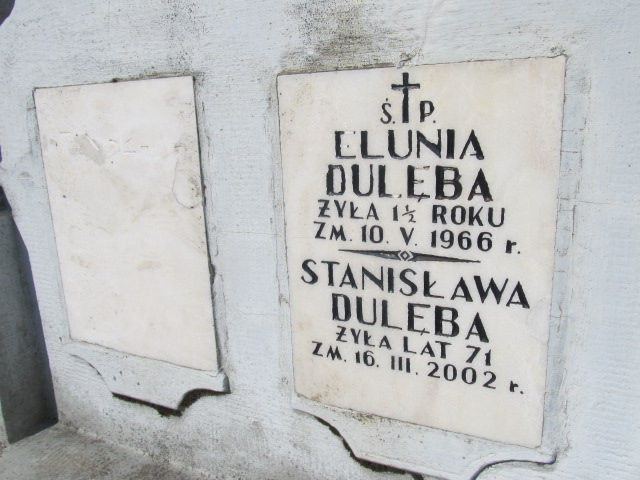 Ś. P.
ELUNIA
DULĘBA
ŻYŁA 1½ ROKU
ZM. 10. V. 1966 r.
STANISŁAWA
DULĘBA
ŻYŁA LAT 71
ZM. 16. III. 2002 r.